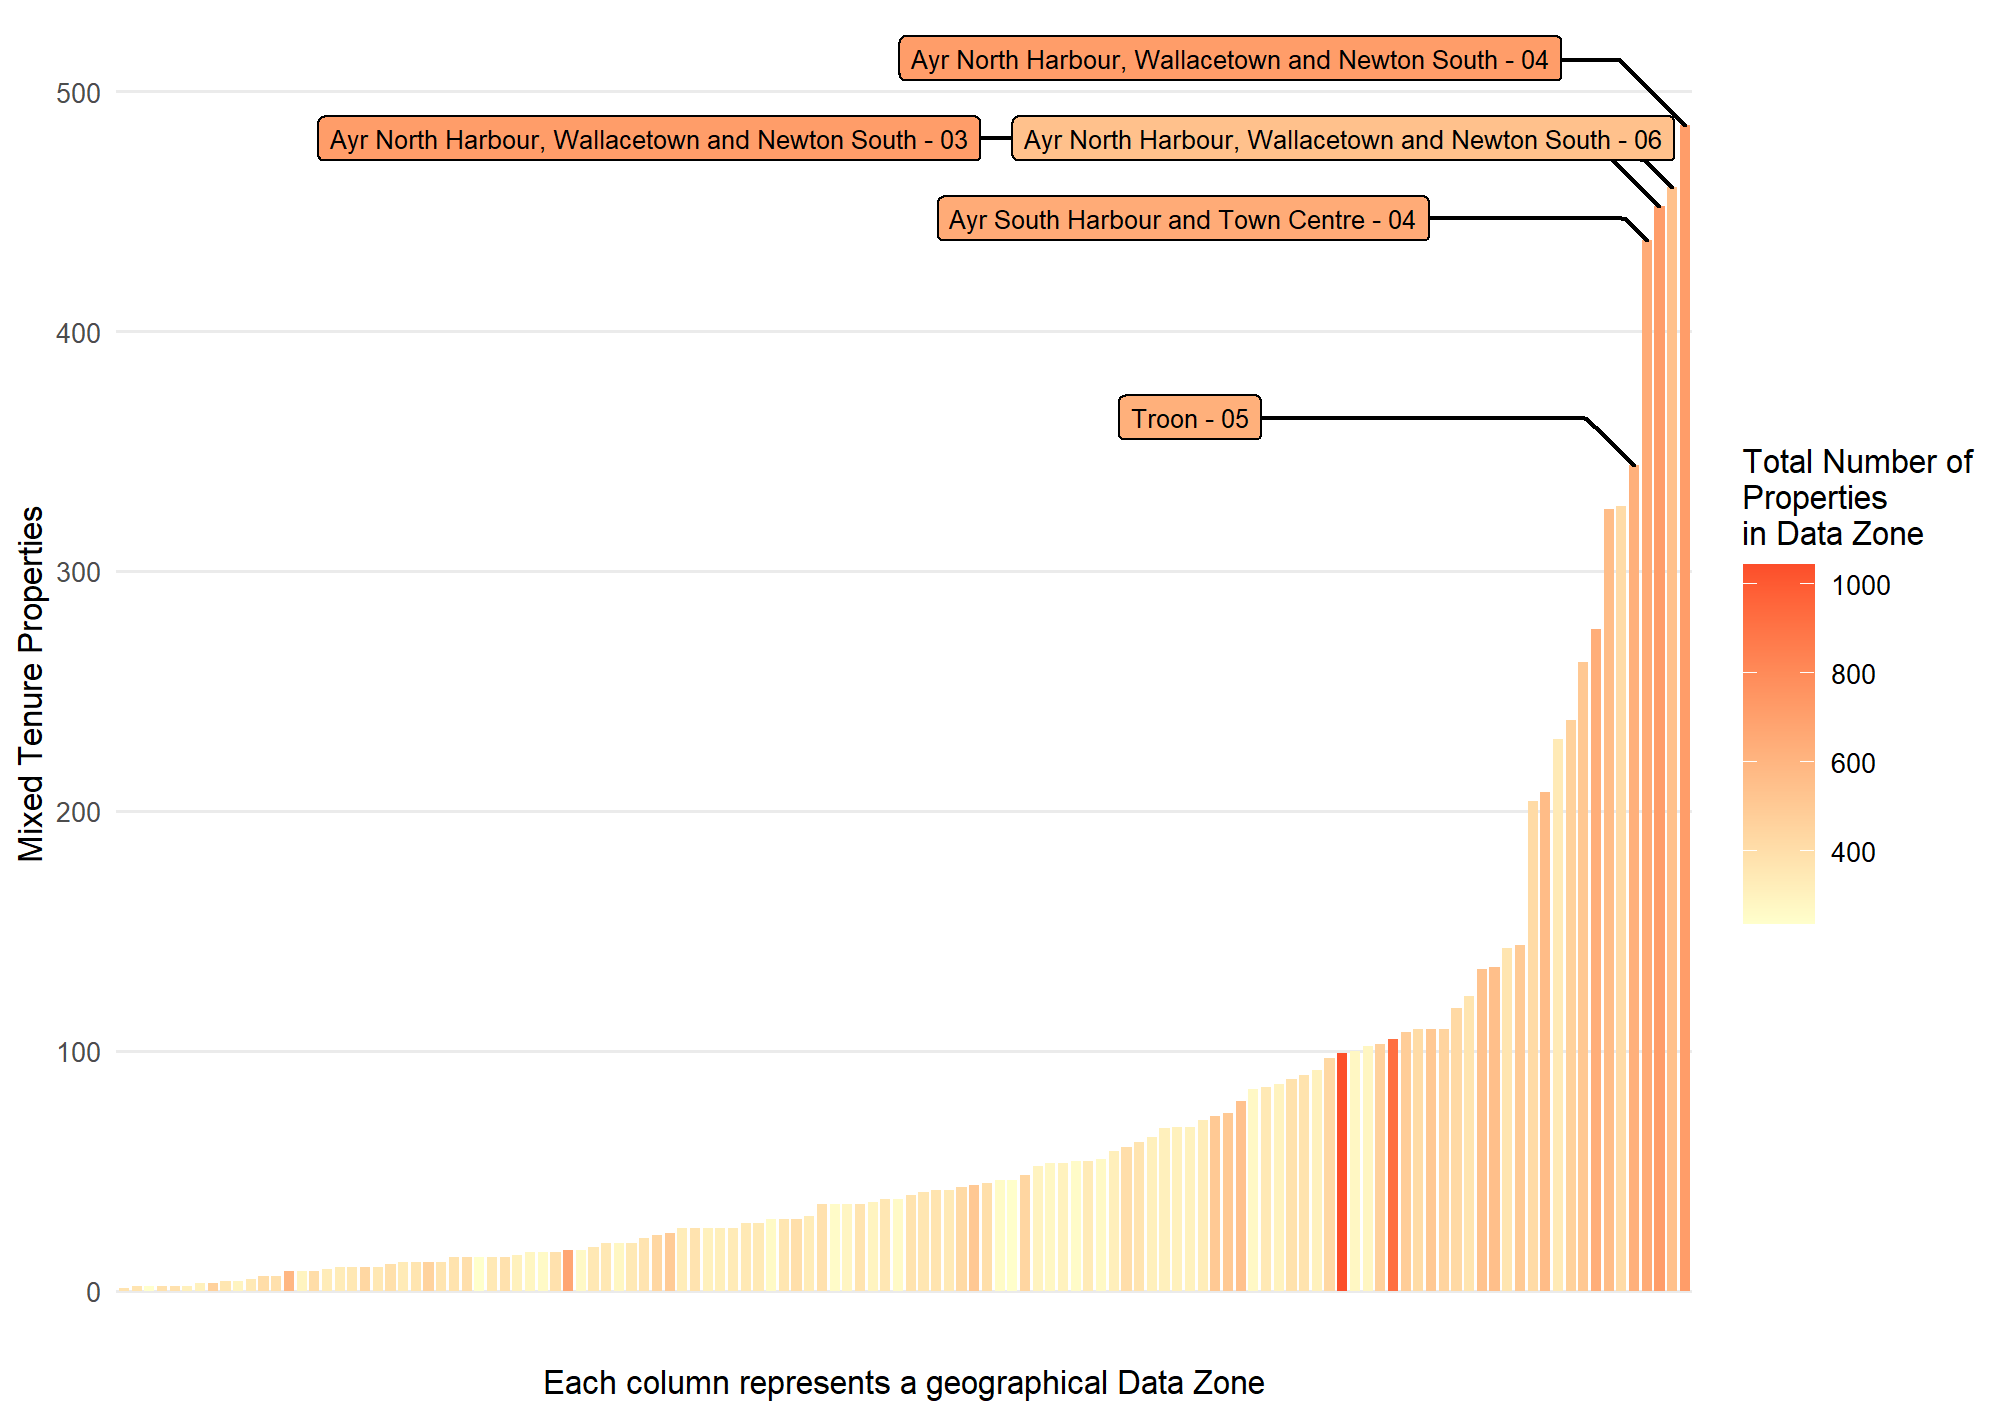 Ayr North Harbour, Wallacetown and Newton South - 04
500
Ayr North Harbour, Wallacetown and Newton South - 03
Ayr North Harbour, Wallacetown and Newton South - 06
Ayr South Harbour and Town Centre - 04
400
Troon - 05
300
200
100
0
Mixed Tenure Properties
Each column represents a geographical Data Zone
Total Number of
Properties
in Data Zone
1000
800
600
400